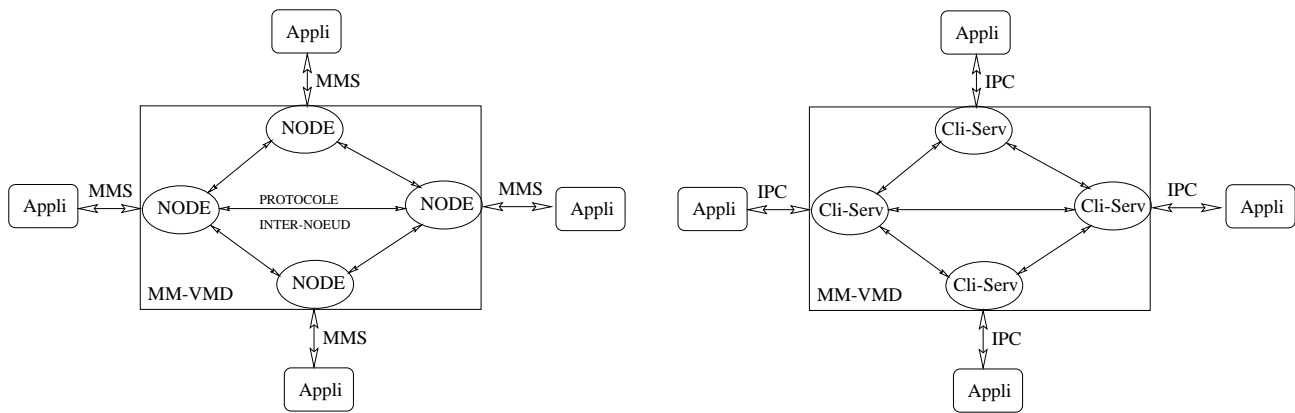 Appli
MMS
NODE
MMS
Appli
NODE
PROTOCOLE
INTER-NOEUD
NODE
MMS
Appli
NODE
MM-VMD
MMS
Appli
Appli
IPC
Cli-Serv
IPC
Appli
Cli-Serv
Cli-Serv
IPC
Appli
Cli-Serv
MM-VMD
IPC
Appli